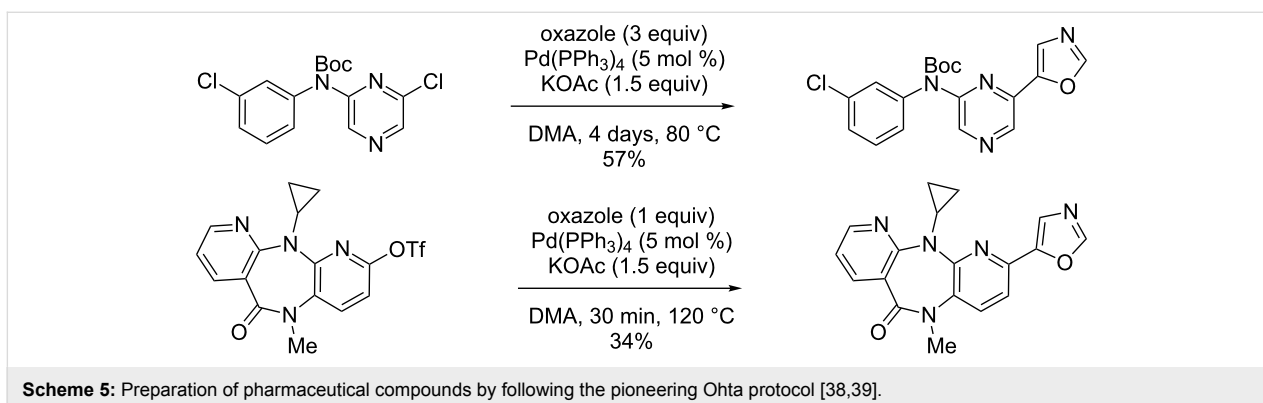 oxazole (3 equiv)
Pd(PPh3)4 (5 mol %)
KOAc (1.5 equiv)
DMA, 4 days, 80 °C
57%
Cl
Boc
N
N
Cl
N
Boc
N
N
N
N
O
Cl
oxazole (1 equiv)
Pd(PPh3)4 (5 mol %)
KOAc (1.5 equiv)
DMA, 30 min, 120 °C
34%
N
N
N
OTf
O
N
Me
N
N
N
N
O
O
N
Me
Scheme 5: Preparation of pharmaceutical compounds by following the pioneering Ohta protocol [38,39].